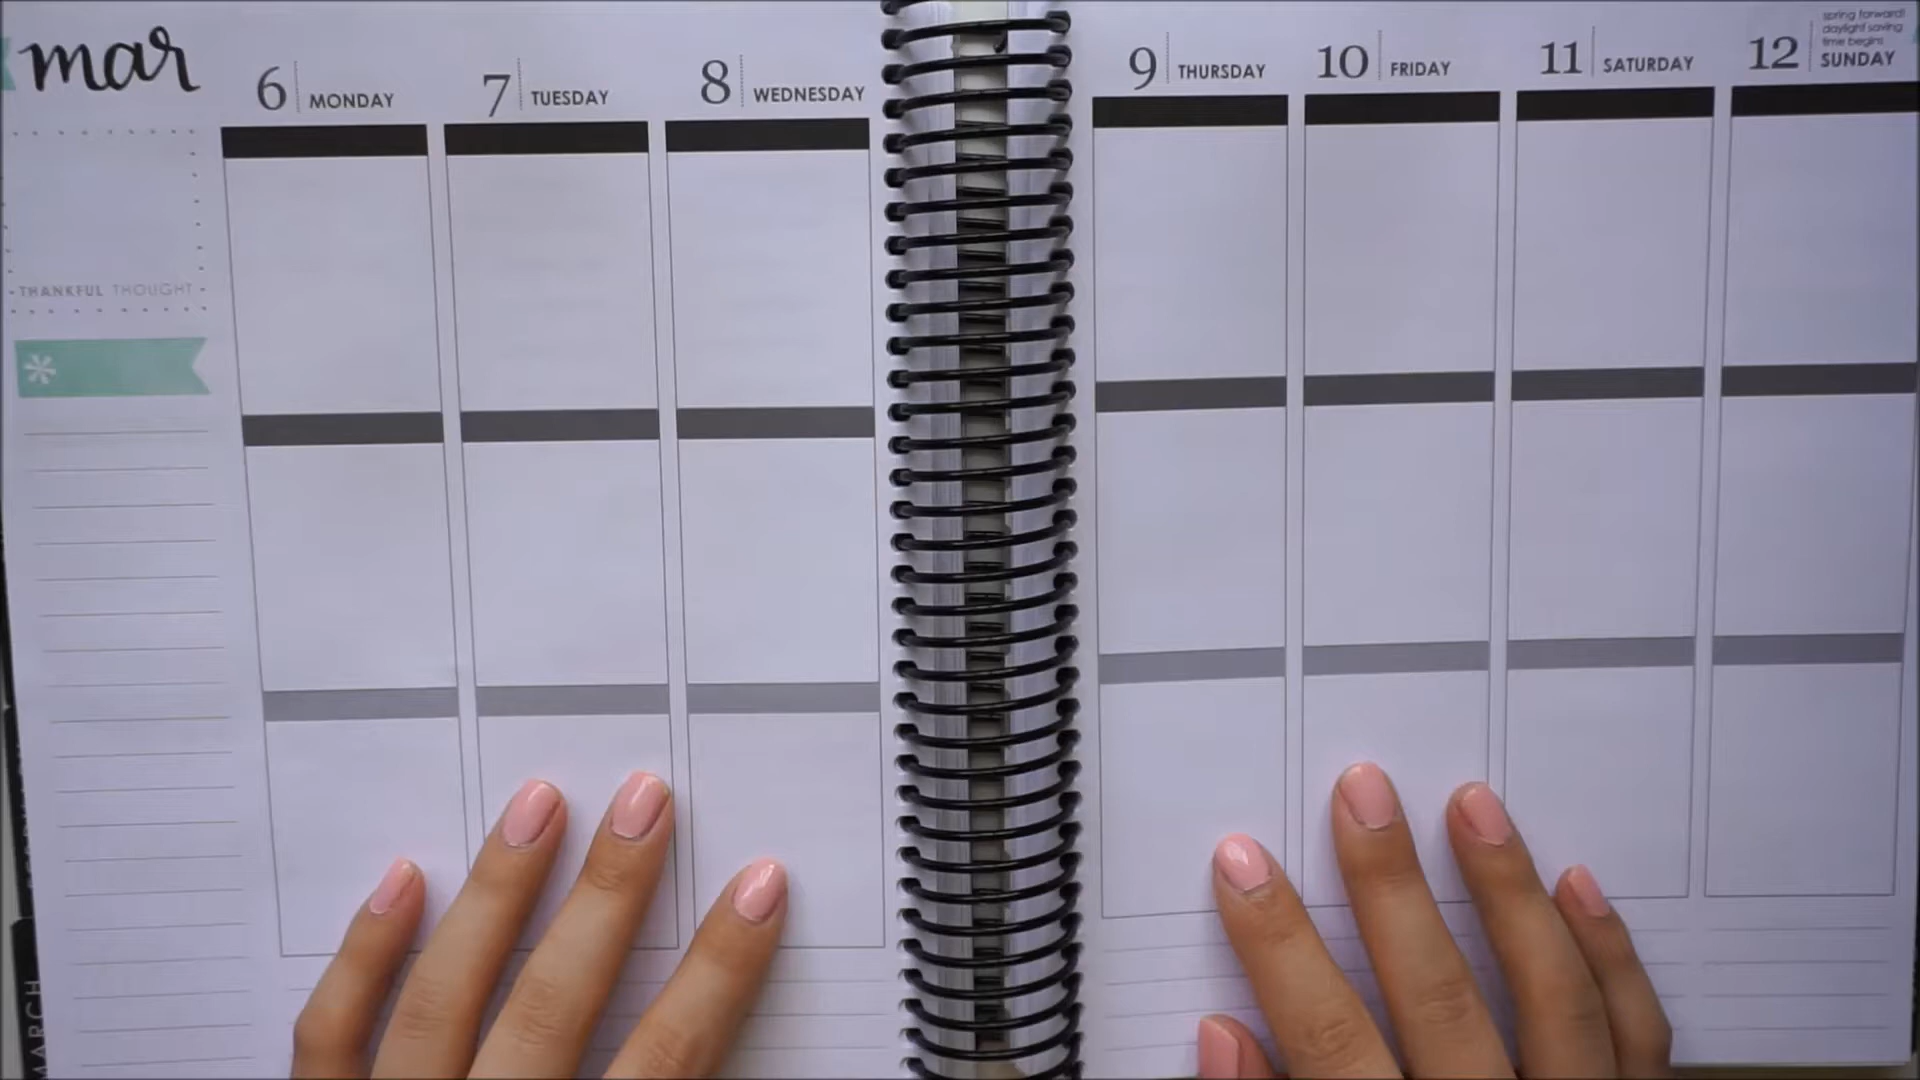 mar
6 MONDAY
7 TUESDAY
8 WEDNESDAY
9 THURSDAY
10 FRIDAY
11 SATURDAY
12 SUNDAY
spring forward!
daylight saving
time begins
THANKFUL THOUGHT
MARCH